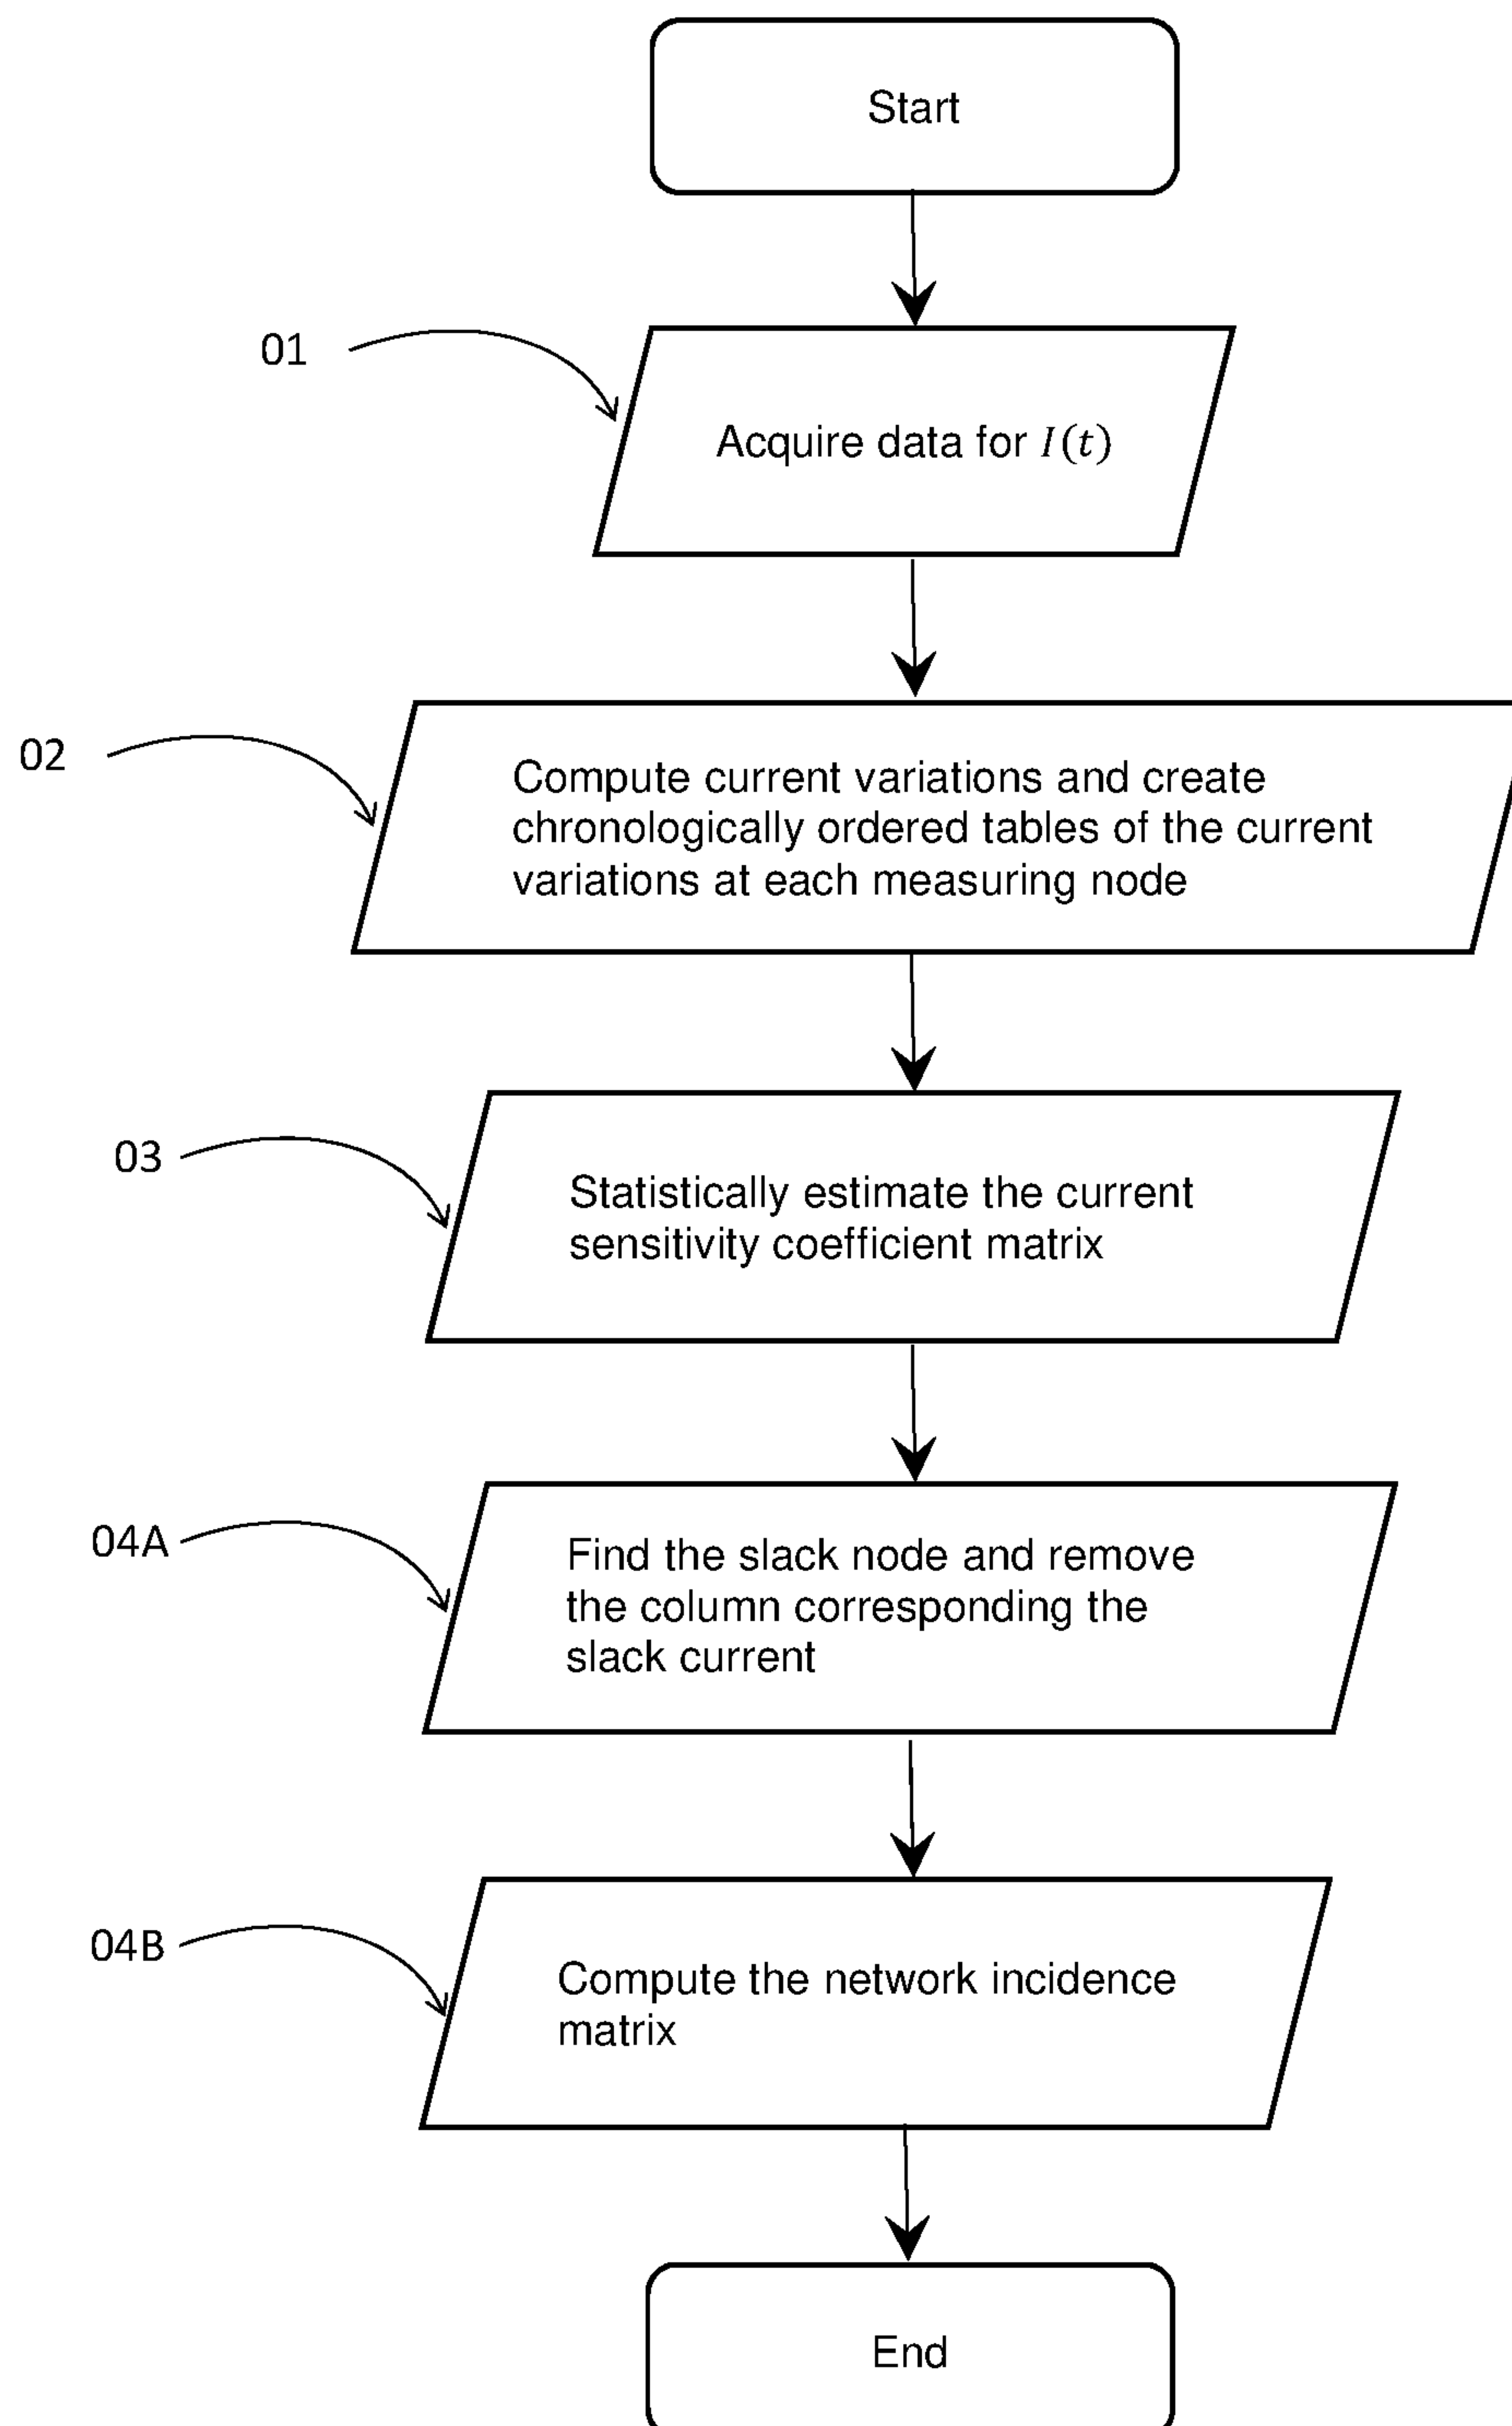 Start
01
Acquire data for I(t)
02
Compute current variations and create
chronologically ordered tables of the current
variations at each measuring node
03
Statistically estimate the current
sensitivity coefficient matrix
04A
Find the slack node and remove
the column corresponding the
slack current
04B
Compute the network incidence
matrix
End